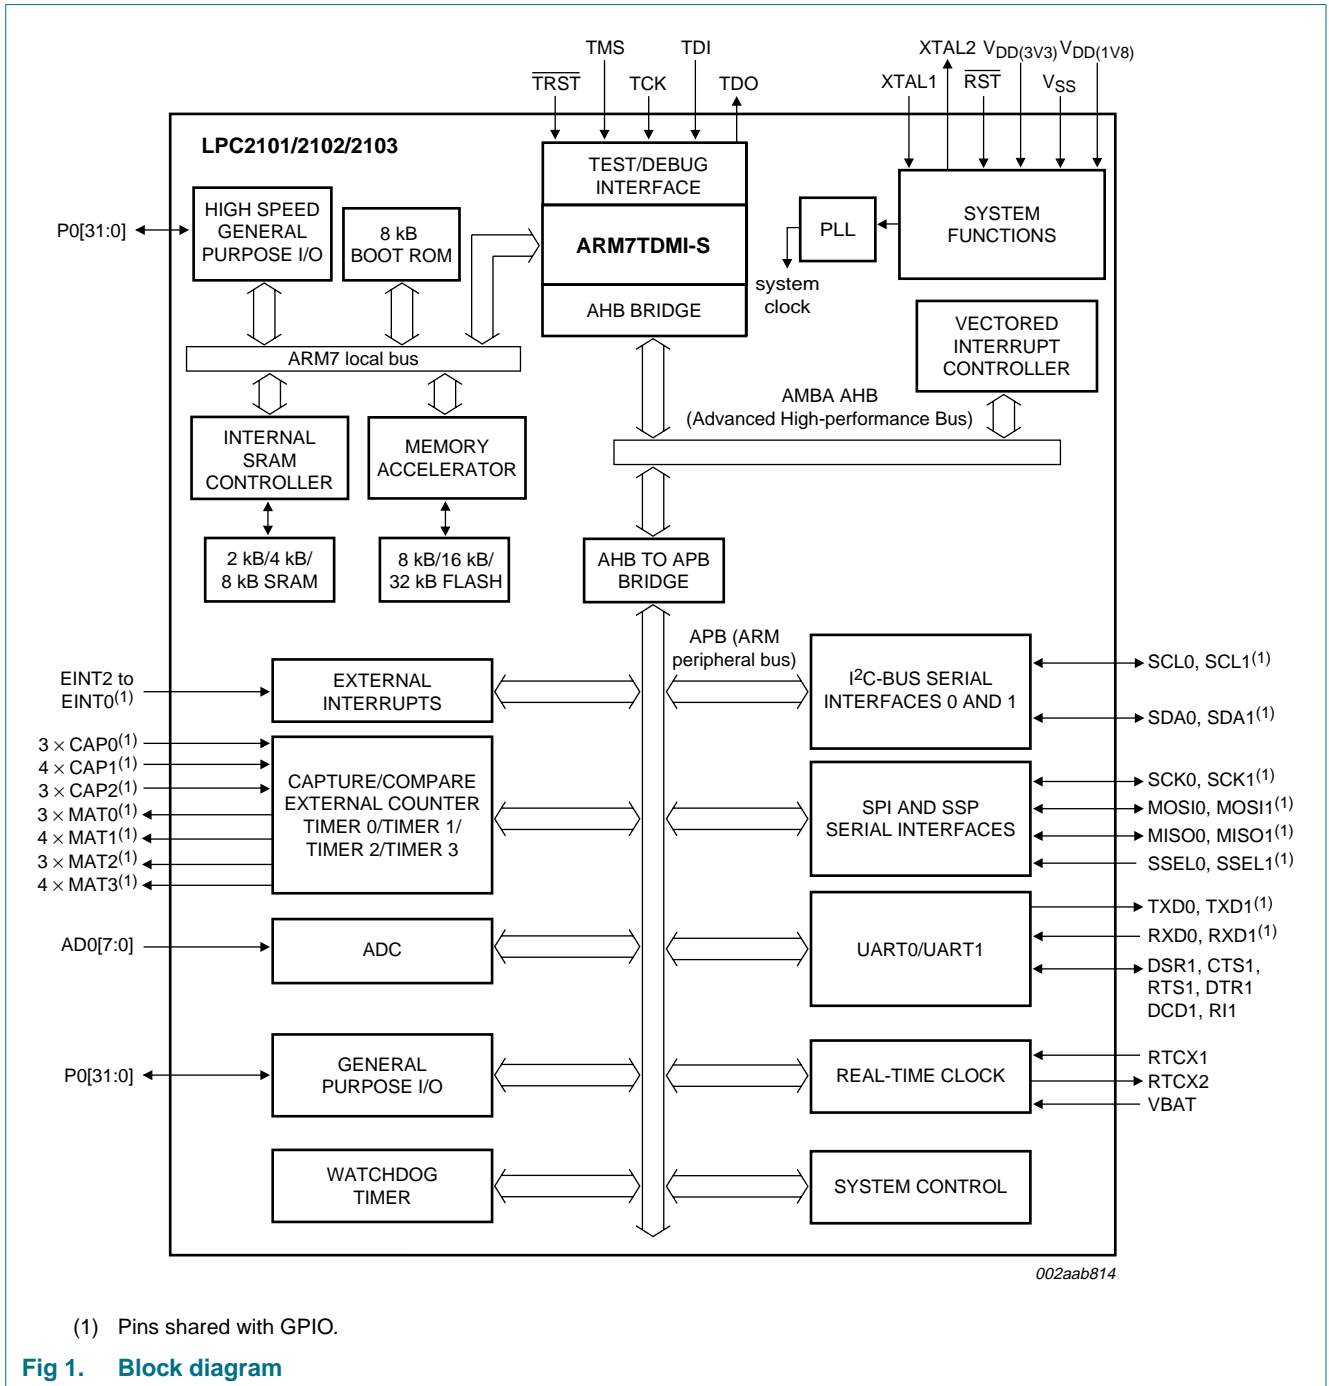 TMS TDI XTAL2 VDD(3V3) VDD(1V8)
TRST TCK TDO XTAL1 RST VSS
LPC2101/2102/2103
TEST/DEBUG
INTERFACE
HIGH SPEED
GENERAL
PURPOSE I/O
P0[31:0]
8 kB
BOOT ROM
ARM7TDMI-S
PLL
SYSTEM
FUNCTIONS
system
clock
AHB BRIDGE
VECTORED
INTERRUPT
CONTROLLER
ARM7 local bus
AMBA AHB
(Advanced High-performance Bus)
INTERNAL
SRAM
CONTROLLER
MEMORY
ACCELERATOR
2 kB/4 kB/
8 kB SRAM
8 kB/16 kB/
32 kB FLASH
AHB TO APB
BRIDGE
APB (ARM
peripheral bus)
EINT2 to
EINT0(1)
EXTERNAL
INTERRUPTS
I2C-BUS SERIAL
INTERFACES 0 AND 1
SCL0, SCL1(1)
SDA0, SDA1(1)
3 × CAP0(1)
4 × CAP1(1)
3 × CAP2(1)
3 × MAT0(1)
4 × MAT1(1)
3 × MAT2(1)
4 × MAT3(1)
CAPTURE/COMPARE
EXTERNAL COUNTER
TIMER 0/TIMER 1/
TIMER 2/TIMER 3
SPI AND SSP
SERIAL INTERFACES
SCK0, SCK1(1)
MOSI0, MOSI1(1)
MISO0, MISO1(1)
SSEL0, SSEL1(1)
AD0[7:0]
ADC
UART0/UART1
TXD0, TXD1(1)
RXD0, RXD1(1)
DSR1, CTS1,
RTS1, DTR1
DCD1, RI1
P0[31:0]
GENERAL
PURPOSE I/O
REAL-TIME CLOCK
RTCX1
RTCX2
VBAT
WATCHDOG
TIMER
SYSTEM CONTROL
002aab814
(1) Pins shared with GPIO.
Fig 1. Block diagram